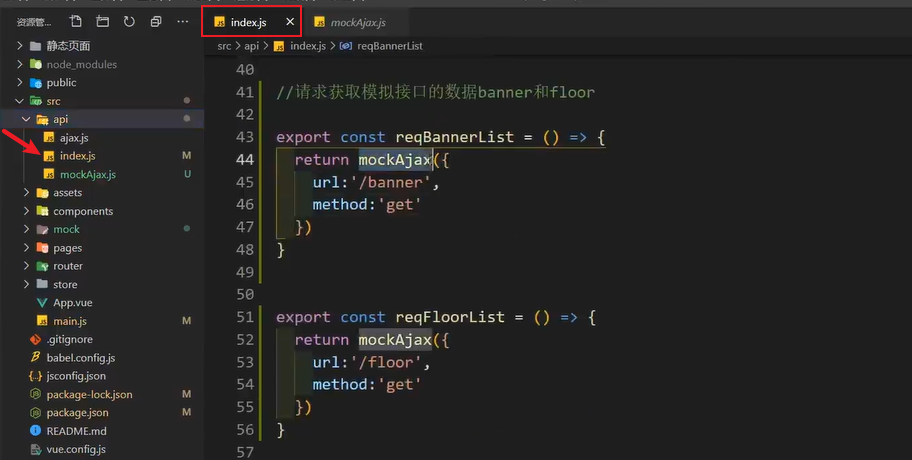 资源管...
index.js
mockAjax.js
静态页面
node_modules
public
src
api
ajax.js
index.js M
mockAjax.js U
assets
components
mock
pages
router
store
App.vue
main.js M
.gitignore
babel.config.js
jsconfig.json
package-lock.json M
package.json M
README.md
vue.config.js
src > api > index.js > reqBannerList
40
41 //请求获取模拟接口的数据banner和floor
42
43 export const reqBannerList = () => {
44 return mockAjax({
45 url:'/banner',
46 method:'get'
47 })
48 }
49
50
51 export const reqFloorList = () => {
52 return mockAjax({
53 url:'/floor',
54 method:'get'
55 })
56 }
57